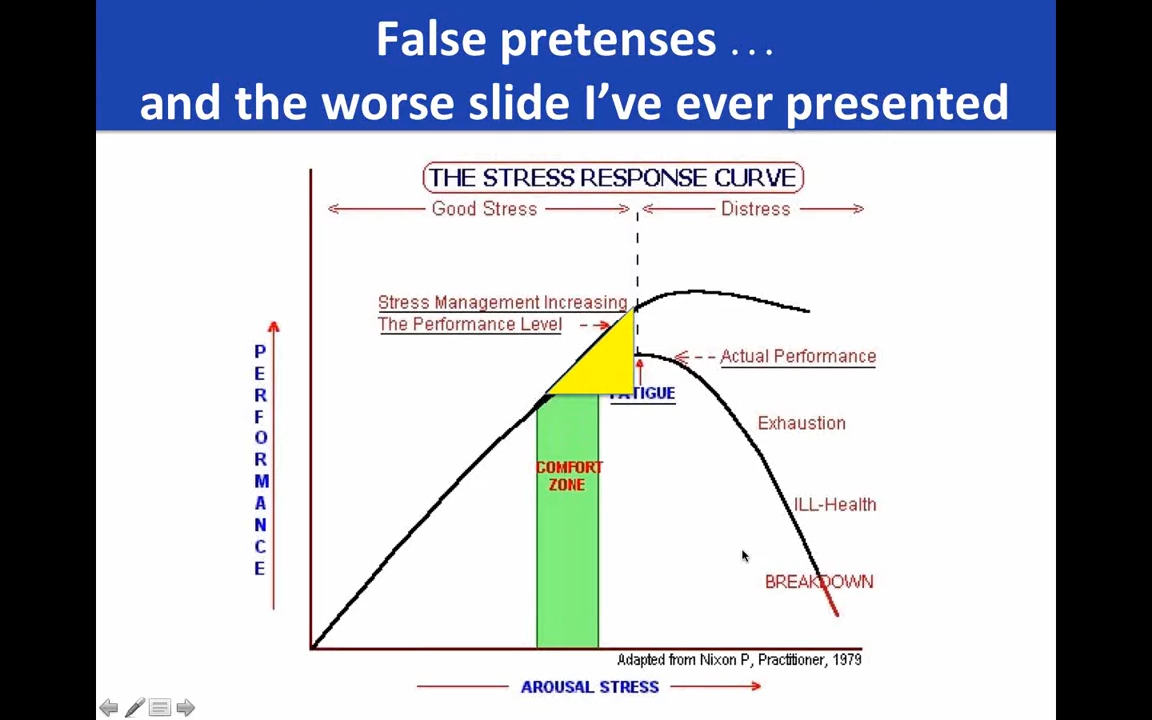 False pretenses ...
and the worse slide I've ever presented
THE STRESS RESPONSE CURVE
Good Stress
Distress
Stress Management Increasing
The Performance Level
Actual Performance
FATIGUE
Exhaustion
COMFORT
ZONE
ILL-Health
BREAKDOWN
PERFORMANCE
Adapted from Nixon P, Practitioner, 1979
AROUSAL STRESS